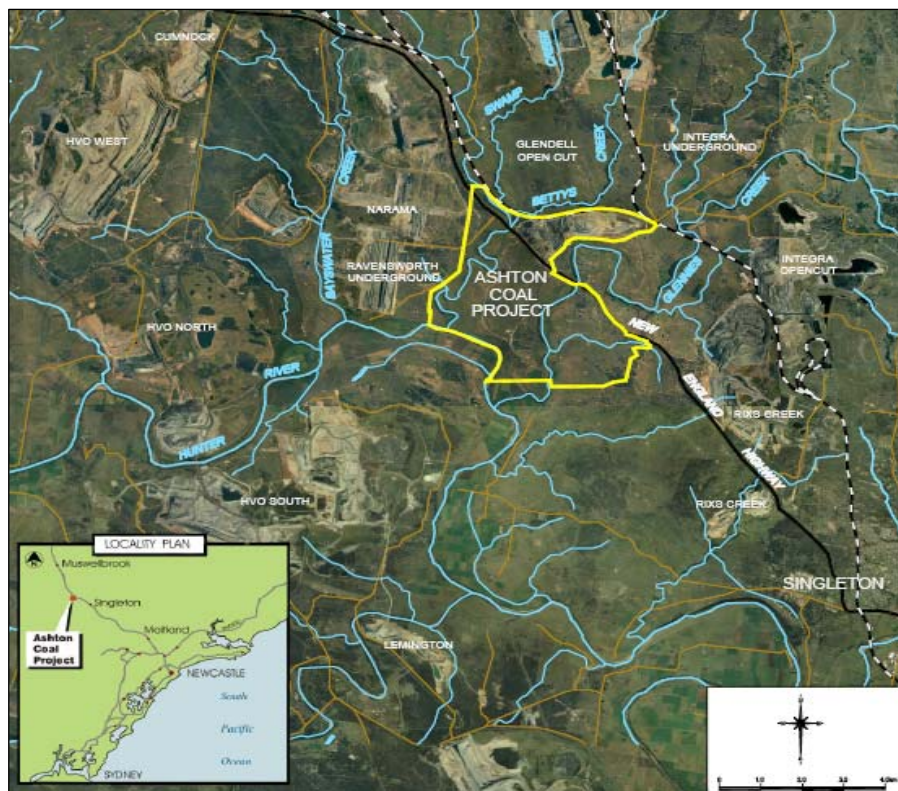 CUMNOCK
HVO WEST
BAYSWATER
CREEK
SWAMP
CREEK
GLENDELL
OPEN CUT
CREEK
BETTYS
INTEGRA
UNDERGROUND
CREEK
NARAMA
RAVENSWORTH
UNDERGROUND
ASHTON
COAL
PROJECT
GLENNIES
INTEGRA
OPENCUT
HVO NORTH
RIVER
HUNTER
NEW
ENGLAND
HIGHWAY
RIXS CREEK
RIXS CREEK
HVO SOUTH
SINGLETON
LEMINGTON
LOCALITY PLAN
N
Muswellbrook
Singleton
Ashton
Coal
Project
Maitland
NEWCASTLE
South
Pacific
Ocean
SYDNEY
0 1.0 2.0 3.0 4.0km